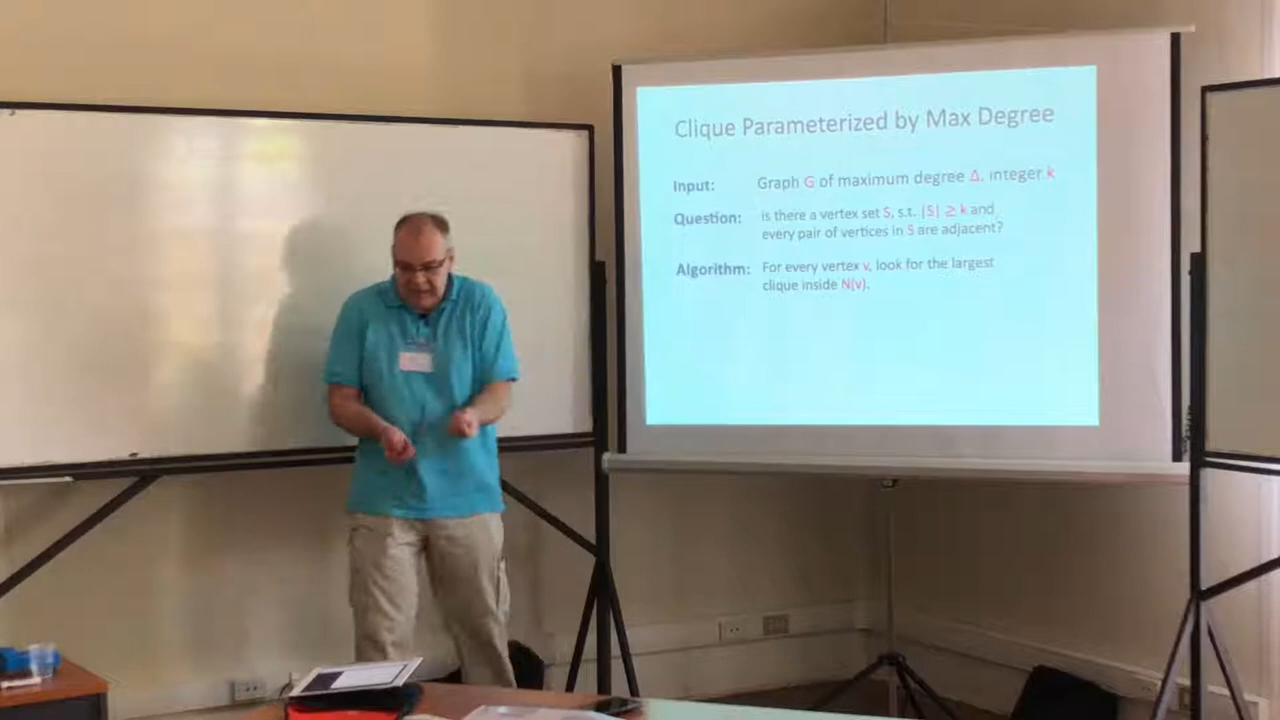 Clique Parameterized by Max Degree
Input: Graph G of maximum degree Δ, integer k
Question: Is there a vertex set S, s.t. |S| ≥ k and
every pair of vertices in S are adjacent?
Algorithm: For every vertex v, look for the largest
clique inside N(v).